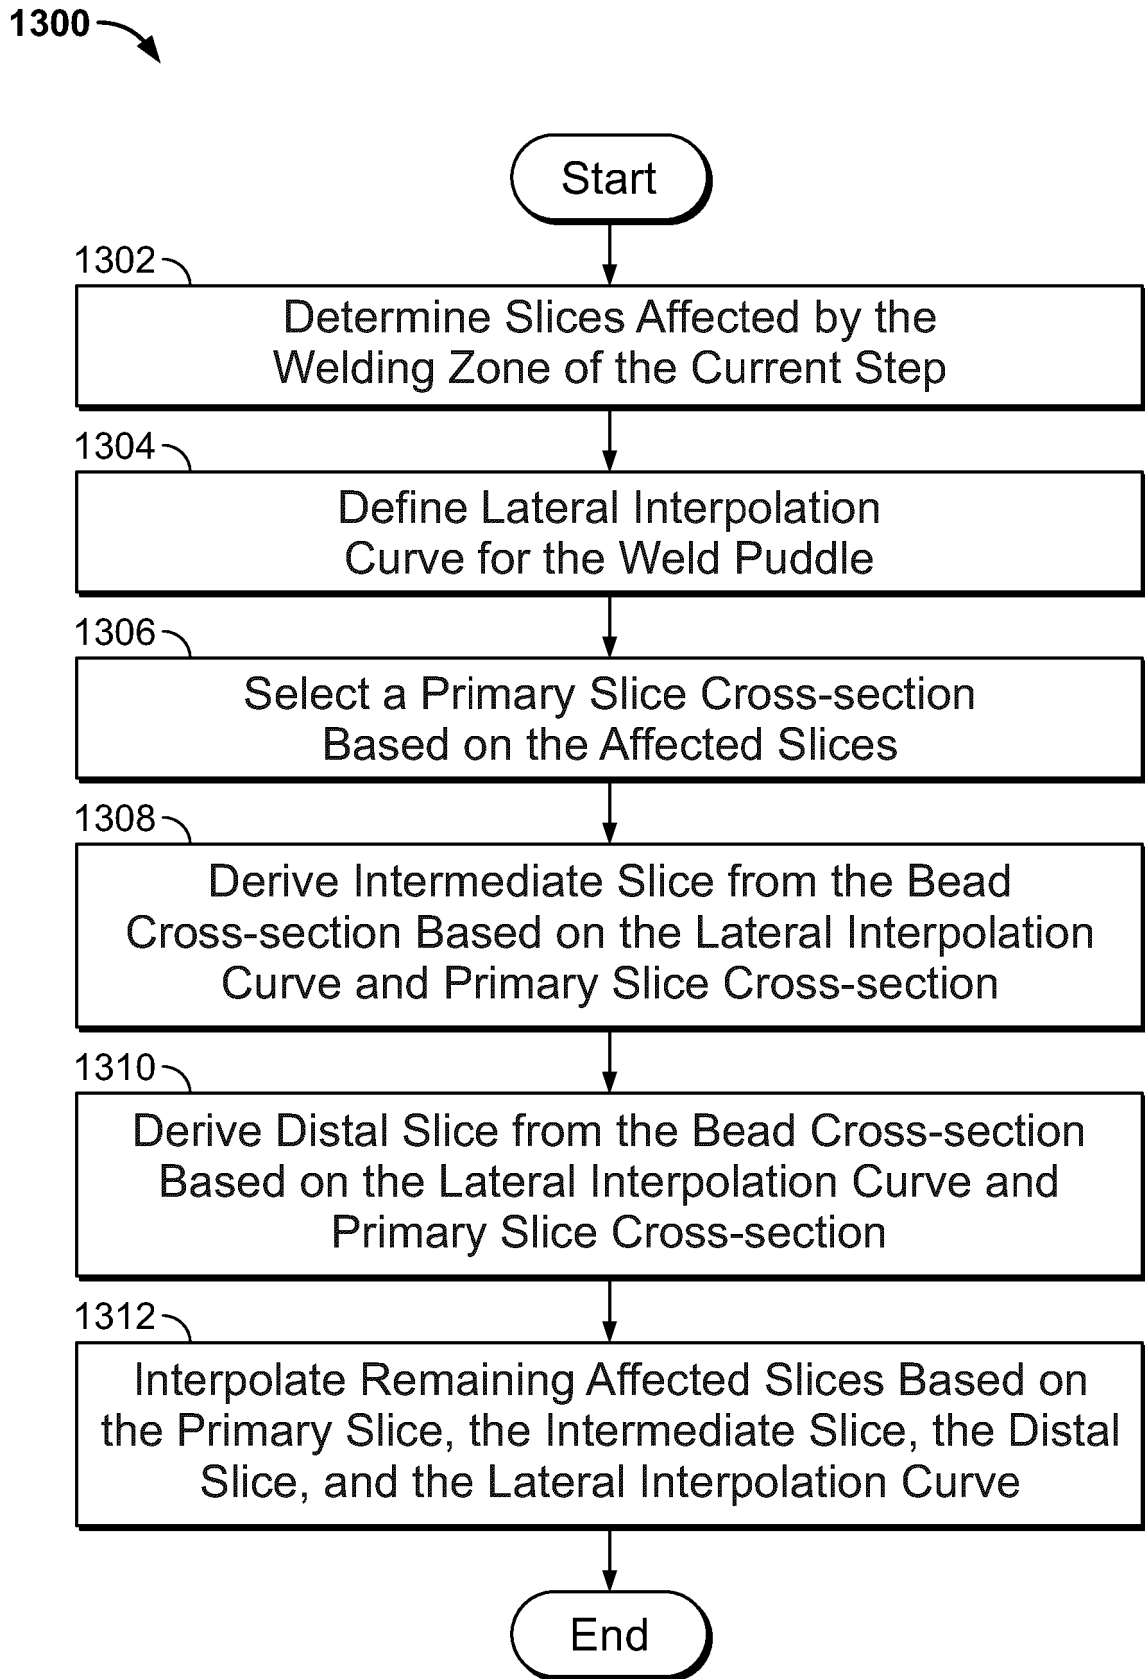 1300
Start
1302
Determine Slices Affected by the
Welding Zone of the Current Step
1304
Define Lateral Interpolation
Curve for the Weld Puddle
1306
Select a Primary Slice Cross-section
Based on the Affected Slices
1308
Derive Intermediate Slice from the Bead
Cross-section Based on the Lateral Interpolation
Curve and Primary Slice Cross-section
1310
Derive Distal Slice from the Bead Cross-section
Based on the Lateral Interpolation Curve and
Primary Slice Cross-section
1312
Interpolate Remaining Affected Slices Based on
the Primary Slice, the Intermediate Slice, the Distal
Slice, and the Lateral Interpolation Curve
End